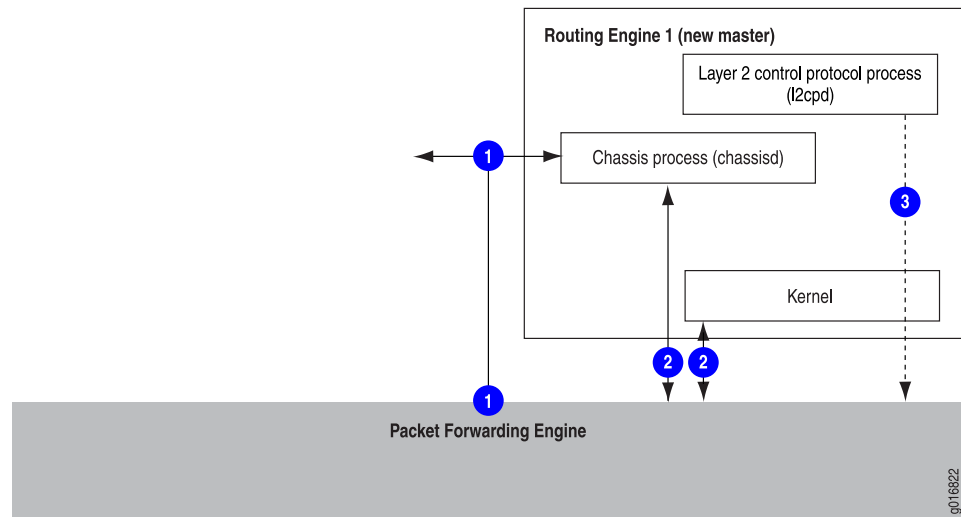 Routing Engine 1 (new master)
Layer 2 control protocol process
(l2cpd)
1
Chassis process (chassisd)
3
Kernel
2
2
1
Packet Forwarding Engine
g016822